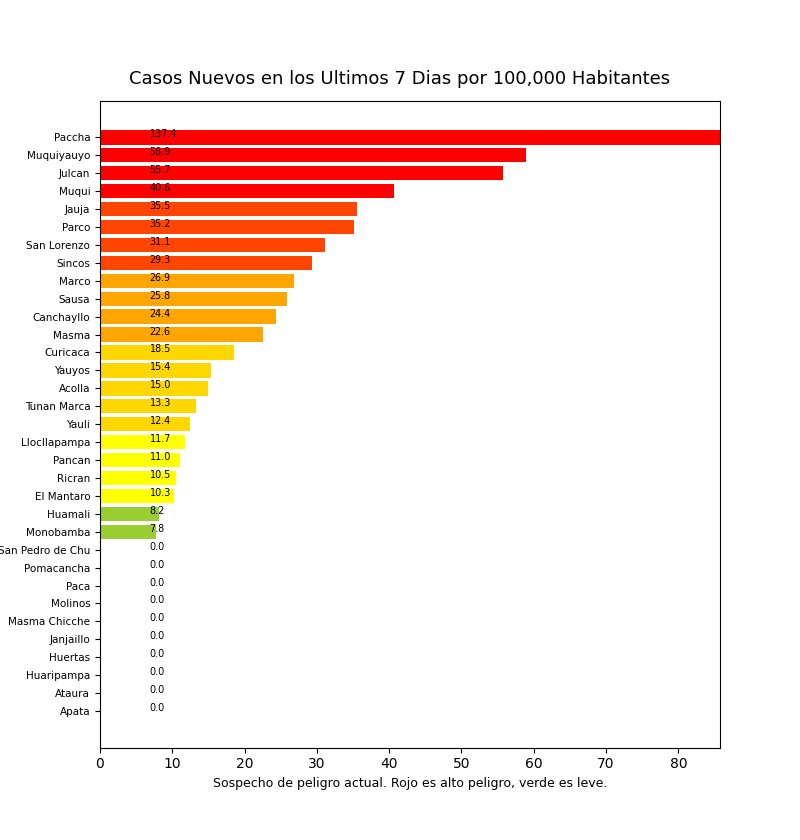 Casos Nuevos en los Ultimos 7 Dias por 100,000 Habitantes
Paccha 137.4
Muquiyauyo 58.9
Julcan 55.7
Muqui 40.6
Jauja 35.5
Parco 35.2
San Lorenzo 31.1
Sincos 29.3
Marco 26.9
Sausa 25.8
Canchayllo 24.4
Masma 22.6
Curicaca 18.5
Yauyos 15.4
Acolla 15.0
Tunan Marca 13.3
Yauli 12.4
Llocllapampa 11.7
Pancan 11.0
Ricran 10.5
El Mantaro 10.3
Huamali 8.2
Monobamba 7.8
San Pedro de Chu 0.0
Pomacancha 0.0
Paca 0.0
Molinos 0.0
Masma Chicche 0.0
Janjaillo 0.0
Huertas 0.0
Huaripampa 0.0
Ataura 0.0
Apata 0.0
0 10 20 30 40 50 60 70 80
Sospecho de peligro actual. Rojo es alto peligro, verde es leve.